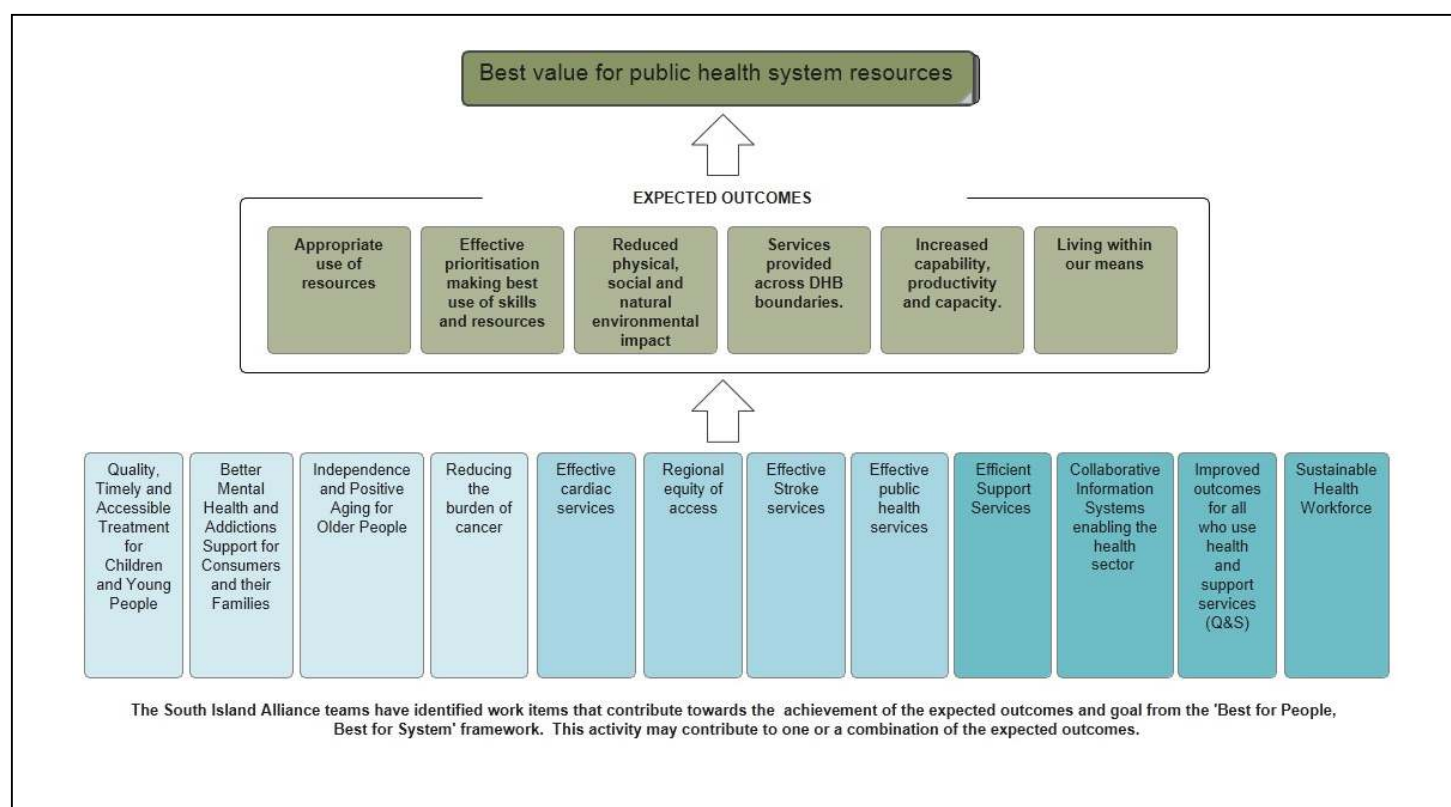 Best value for public health system resources
EXPECTED OUTCOMES
Appropriate
use of
resources
Effective
prioritisation
making best
use of skills
and resources
Reduced
physical,
social and
natural
environmental
impact
Services
provided
across DHB
boundaries.
Increased
capability,
productivity
and capacity.
Living within
our means
Quality,
Timely and
Accessible
Treatment
for
Children
and Young
People
Better
Mental
Health and
Addictions
Support for
Consumers
and their
Families
Independence
and Positive
Aging for
Older People
Reducing
the
burden of
cancer
Effective
cardiac
services
Regional
equity of
access
Effective
Stroke
services
Effective
public
health
services
Efficient
Support
Services
Collaborative
Information
Systems
enabling the
health
sector
Improved
outcomes
for all
who use
health
and
support
services
(Q&S)
Sustainable
Health
Workforce
The South Island Alliance teams have identified work items that contribute towards the achievement of the expected outcomes and goal from the 'Best for People,
Best for System' framework. This activity may contribute to one or a combination of the expected outcomes.